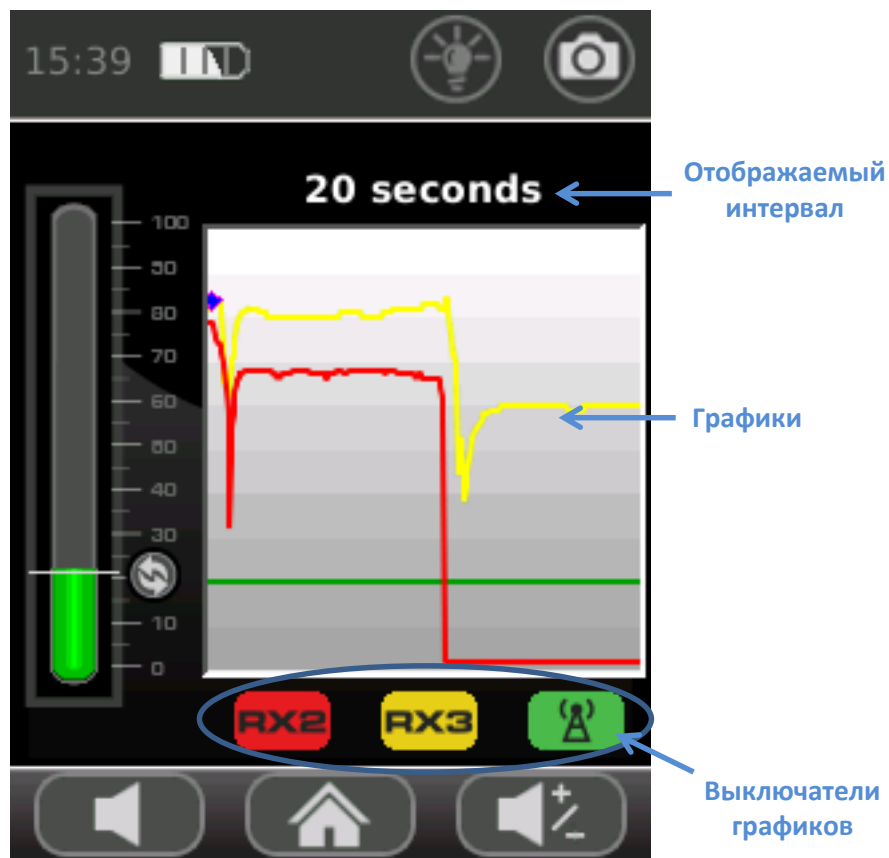 15:39
20 seconds
Отображаемый
интервал
100
90
80
70
60
50
40
30
10
0
Графики
RX2 RX3
Выключатели
графиков